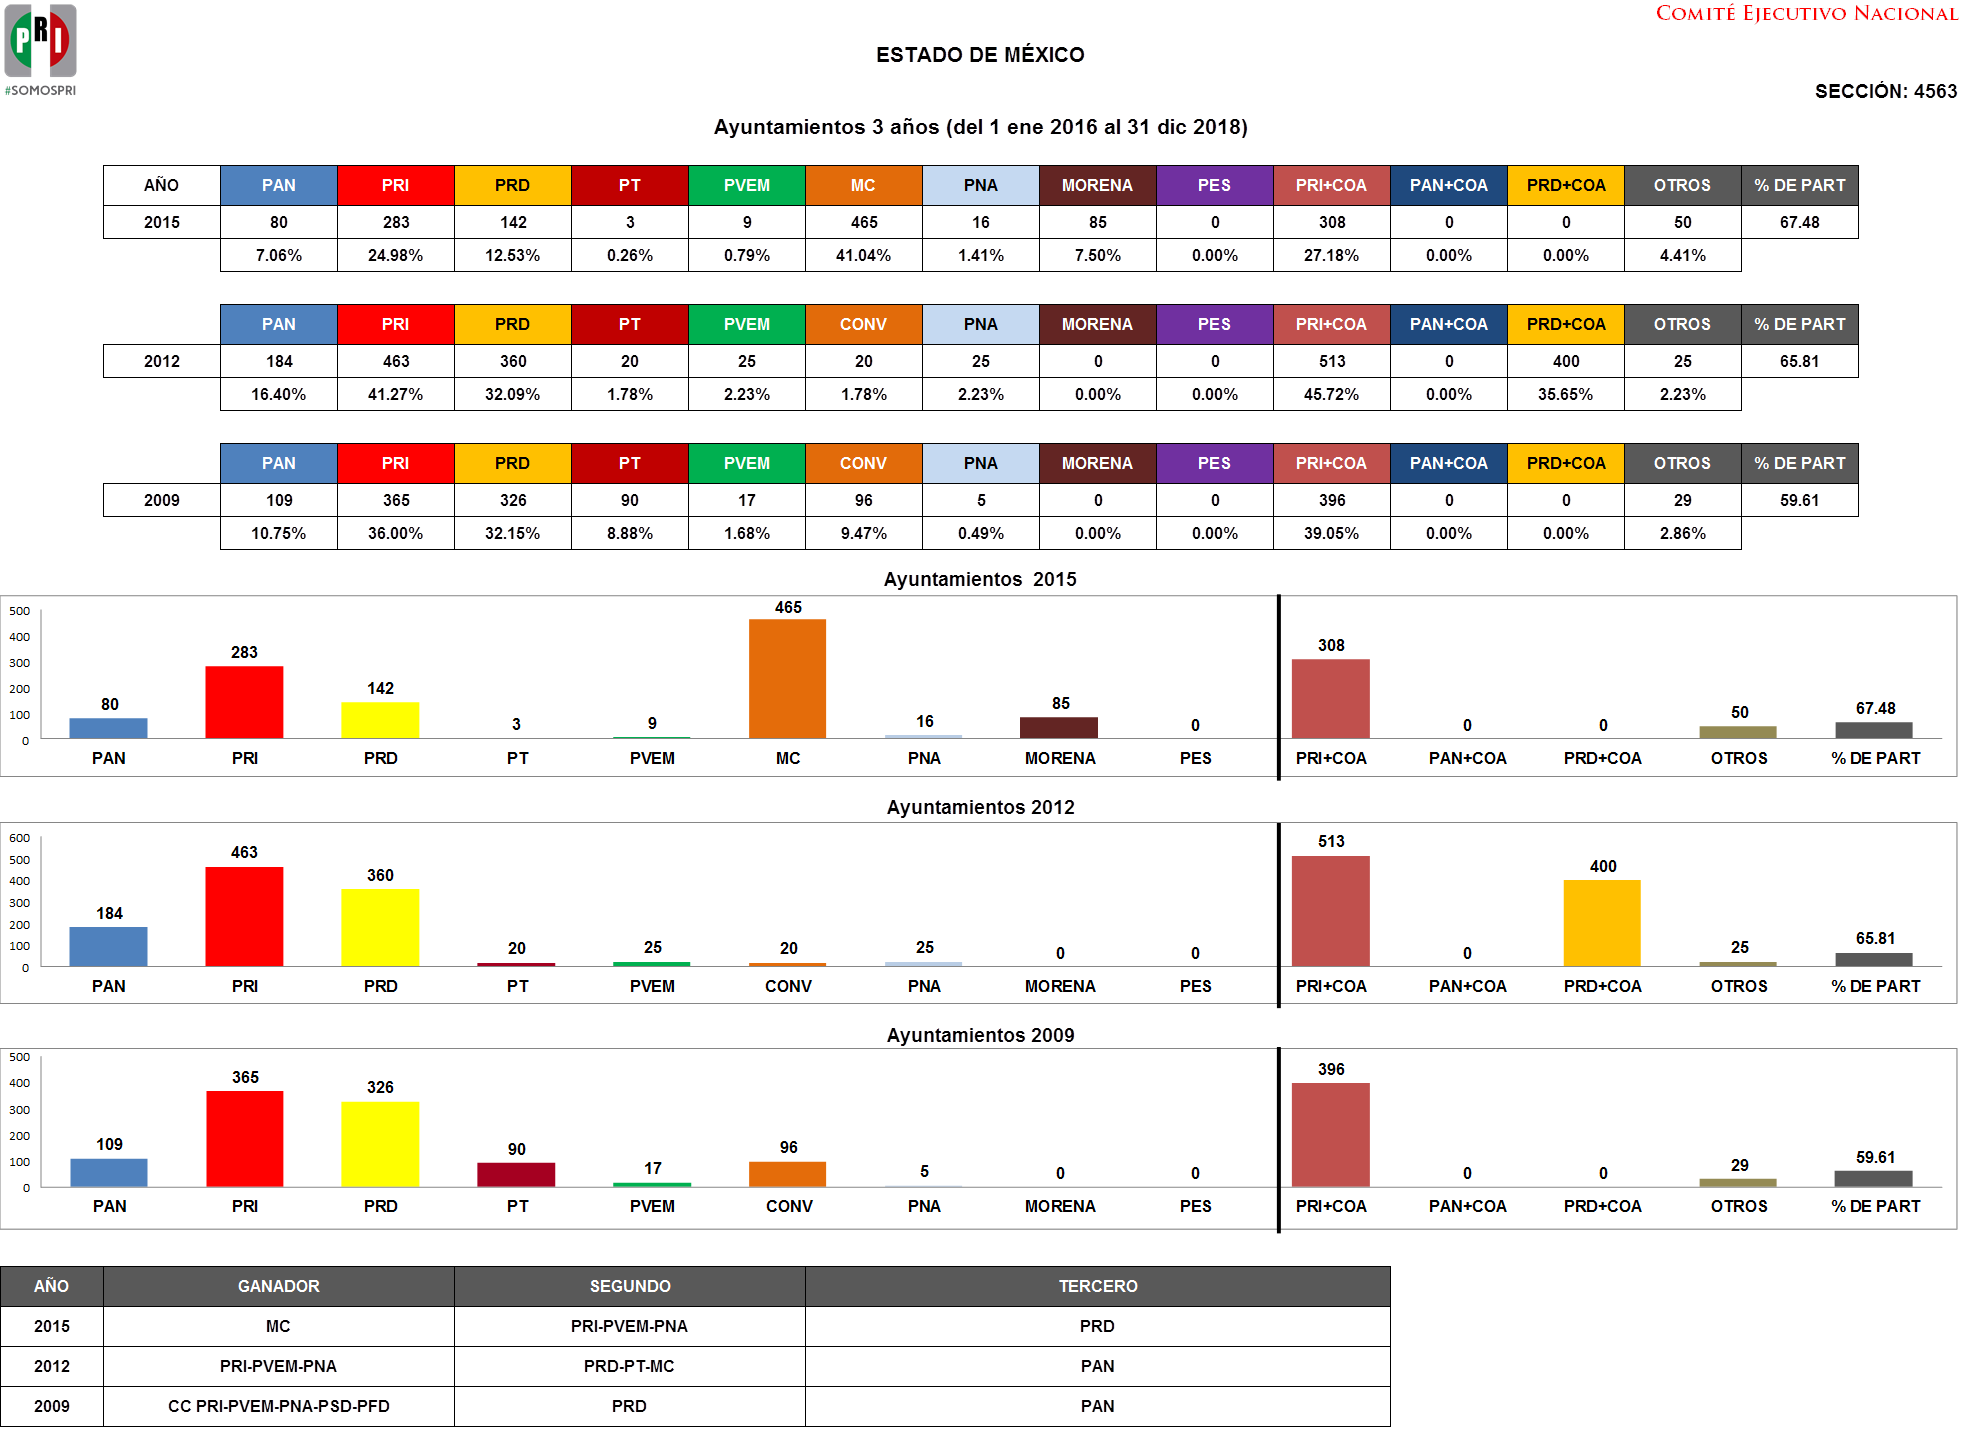 COMITÉ EJECUTIVO NACIONAL
PRI
#SOMOSPRI
ESTADO DE MÉXICO
SECCIÓN: 4563
Ayuntamientos 3 años (del 1 ene 2016 al 31 dic 2018)
AÑO PAN PRI PRD PT PVEM MC PNA MORENA PES PRI+COA PAN+COA PRD+COA OTROS % DE PART
2015 80 283 142 3 9 465 16 85 0 308 0 0 50 67.48
7.06% 24.98% 12.53% 0.26% 0.79% 41.04% 1.41% 7.50% 0.00% 27.18% 0.00% 0.00% 4.41%
PAN PRI PRD PT PVEM CONV PNA MORENA PES PRI+COA PAN+COA PRD+COA OTROS % DE PART
2012 184 463 360 20 25 20 25 0 0 513 0 400 25 65.81
16.40% 41.27% 32.09% 1.78% 2.23% 1.78% 2.23% 0.00% 0.00% 45.72% 0.00% 35.65% 2.23%
PAN PRI PRD PT PVEM CONV PNA MORENA PES PRI+COA PAN+COA PRD+COA OTROS % DE PART
2009 109 365 326 90 17 96 5 0 0 396 0 0 29 59.61
10.75% 36.00% 32.15% 8.88% 1.68% 9.47% 0.49% 0.00% 0.00% 39.05% 0.00% 0.00% 2.86%
Ayuntamientos 2015
500
400
300
200
100
0
80 283 142 3 9 465 16 85 0 308 0 0 50 67.48
PAN PRI PRD PT PVEM MC PNA MORENA PES PRI+COA PAN+COA PRD+COA OTROS % DE PART
Ayuntamientos 2012
600
500
400
300
200
100
0
184 463 360 20 25 20 25 0 0 513 0 400 25 65.81
PAN PRI PRD PT PVEM CONV PNA MORENA PES PRI+COA PAN+COA PRD+COA OTROS % DE PART
Ayuntamientos 2009
500
400
300
200
100
0
109 365 326 90 17 96 5 0 0 396 0 0 29 59.61
PAN PRI PRD PT PVEM CONV PNA MORENA PES PRI+COA PAN+COA PRD+COA OTROS % DE PART
AÑO GANADOR SEGUNDO TERCERO
2015 MC PRI-PVEM-PNA PRD
2012 PRI-PVEM-PNA PRD-PT-MC PAN
2009 CC PRI-PVEM-PNA-PSD-PFD PRD PAN